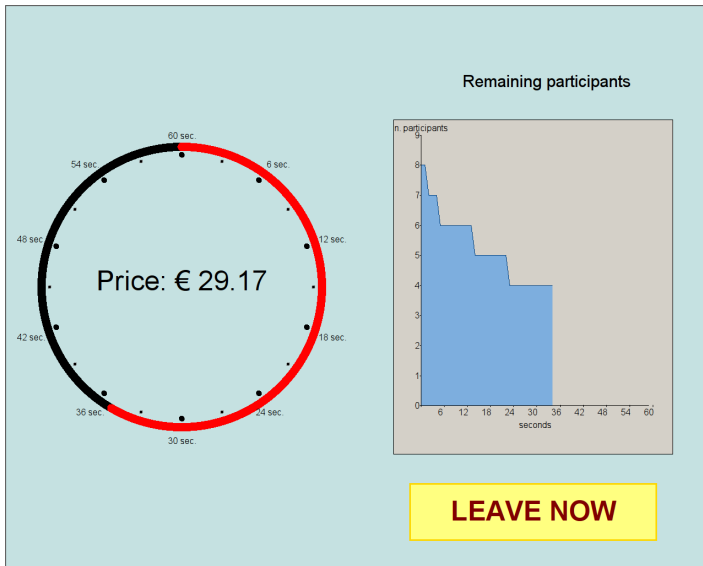 Remaining participants
60 sec.
54 sec.
6 sec.
48 sec.
12 sec.
Price: € 29.17
42 sec.
18 sec.
36 sec.
24 sec.
30 sec.
n. participants
9
8
7
6
5
4
3
2
1
0
6 12 18 24 30 36 42 48 54 60
seconds
LEAVE NOW